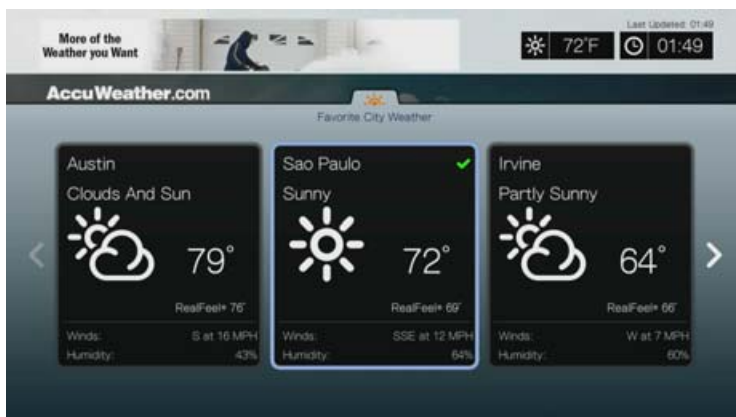 More of the
Weather you Want
Last Updated: 01:49
72°F
01:49
AccuWeather.com
Favorite City Weather
Austin
Clouds And Sun
79°
RealFeel® 76°
Winds: S at 16 MPH
Humidity: 43%
Sao Paulo
Sunny
72°
RealFeel® 69°
Winds: SSE at 12 MPH
Humidity: 64%
Irvine
Partly Sunny
64°
RealFeel® 66°
Winds: W at 7 MPH
Humidity: 60%